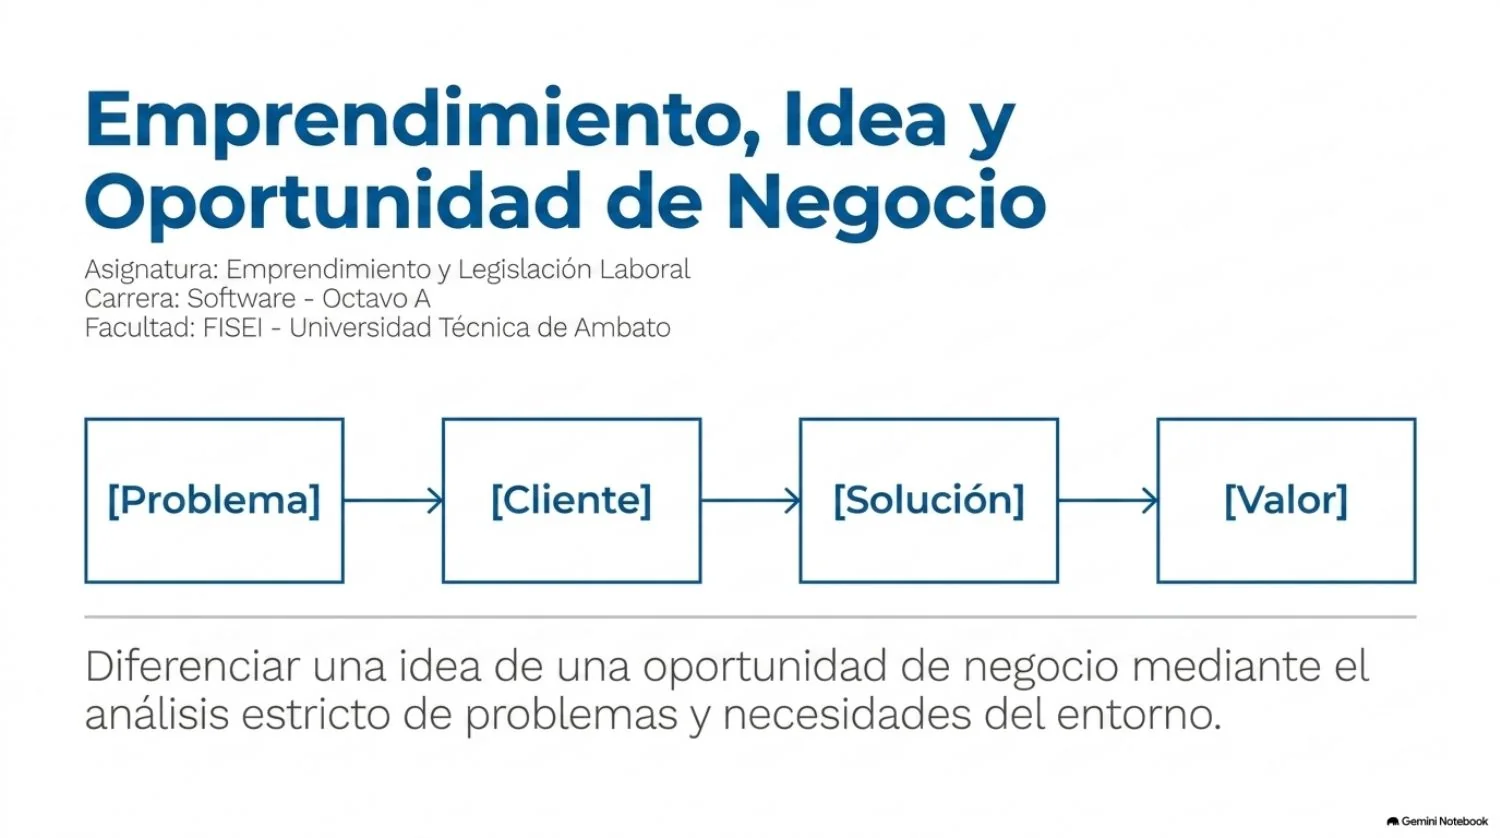 Emprendimiento, Idea y
Oportunidad de Negocio
Asignatura: Emprendimiento y Legislación Laboral
Carrera: Software - Octavo A
Facultad: FISEI - Universidad Técnica de Ambato
[Problema]
[Cliente]
[Solución]
[Valor]
Diferenciar una idea de una oportunidad de negocio mediante el
análisis estricto de problemas y necesidades del entorno.
Gemini Notebook